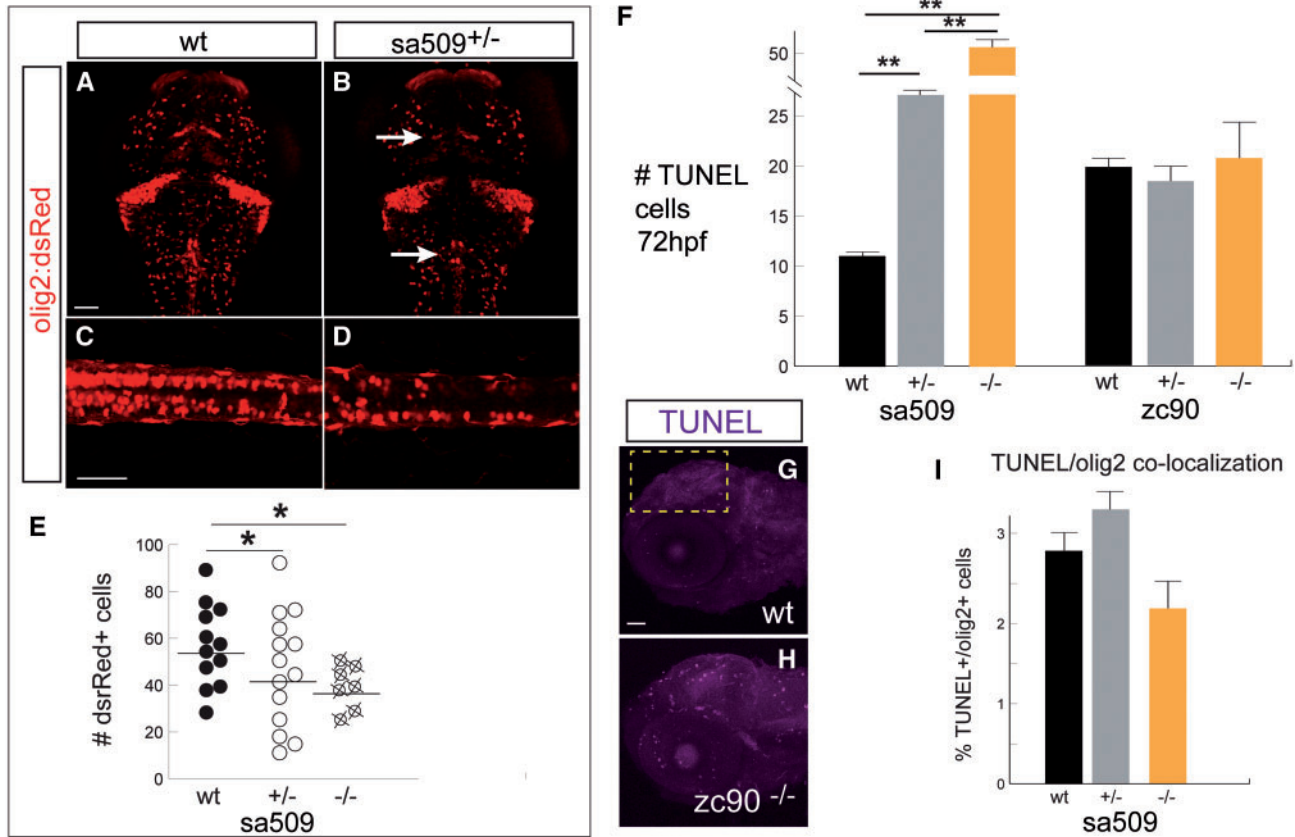 wt
sa509+/-
olig2:dsRed
A
B
C
D
E
*
*
# dsrRed+ cells
100
80
60
40
20
0
wt
+/-
-/-
sa509
F
**
**
**
# TUNEL
cells
72hpf
50
25
20
15
10
5
0
wt
+/-
-/-
wt
+/-
-/-
sa509
zc90
TUNEL
G
wt
H
zc90 -/-
I
TUNEL/olig2 co-localization
% TUNEL+/olig2+ cells
3
2
1
0
wt
+/-
-/-
sa509